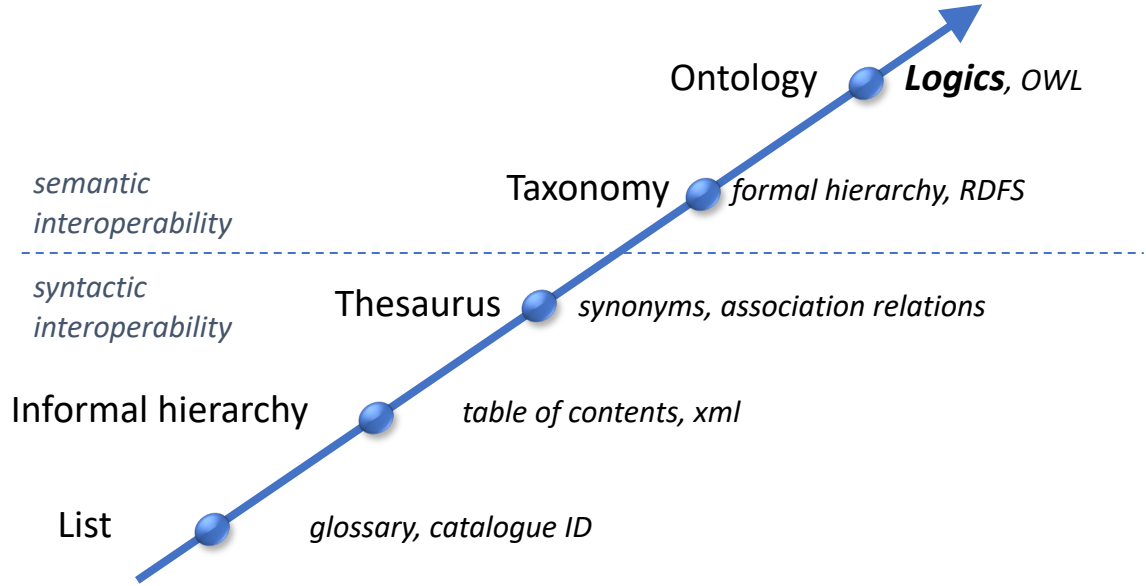 Ontology
Logics, OWL
semantic
interoperability
Taxonomy
formal hierarchy, RDFS
syntactic
interoperability
Thesaurus
synonyms, association relations
Informal hierarchy
table of contents, xml
List
glossary, catalogue ID